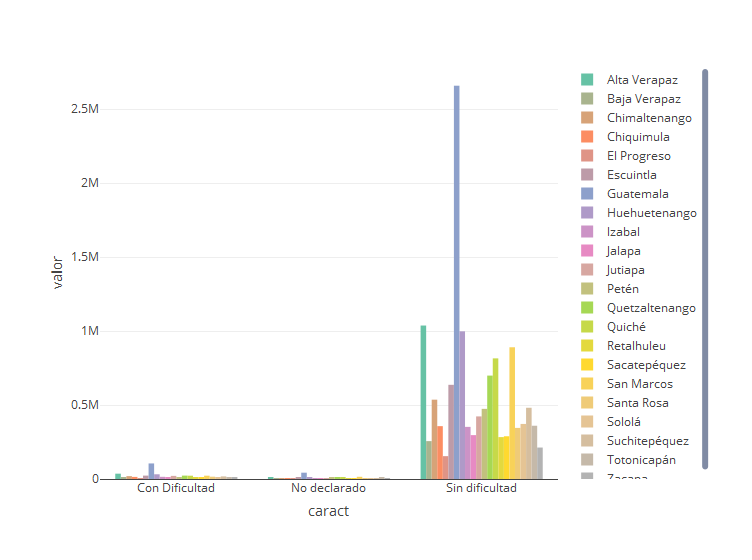 2.5M
2M
1.5M
1M
0.5M
0
valor
Con Dificultad
No declarado
Sin dificultad
caract
Alta Verapaz
Baja Verapaz
Chimaltenango
Chiquimula
El Progreso
Escuintla
Guatemala
Huehuetenango
Izabal
Jalapa
Jutiapa
Petén
Quetzaltenango
Quiché
Retalhuleu
Sacatepéquez
San Marcos
Santa Rosa
Sololá
Suchitepéquez
Totonicapán
Zacapa